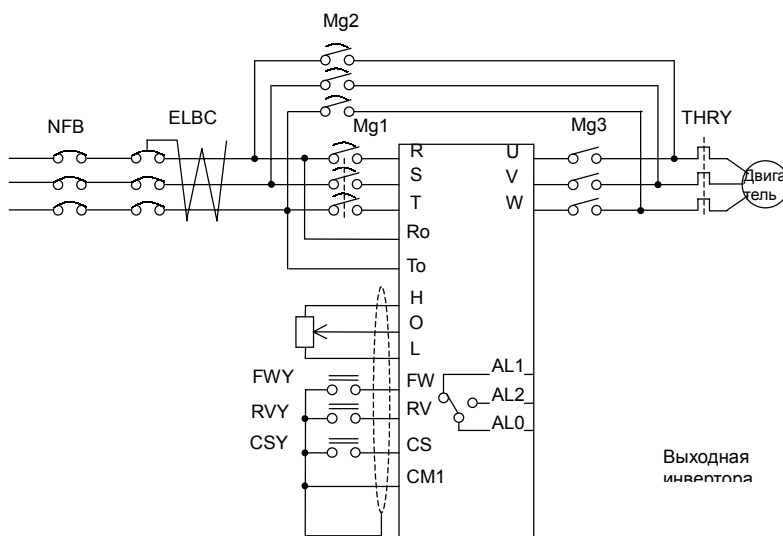 Mg2
NFB
ELBC
Mg1
Mg3
THRY
R
U
S
V
T
W
Двига
тель
Ro
To
H
O
L
AL1
FWY
FW
AL2
RVY
RV
AL0
CSY
CS
CM1
Выходная
инвертора